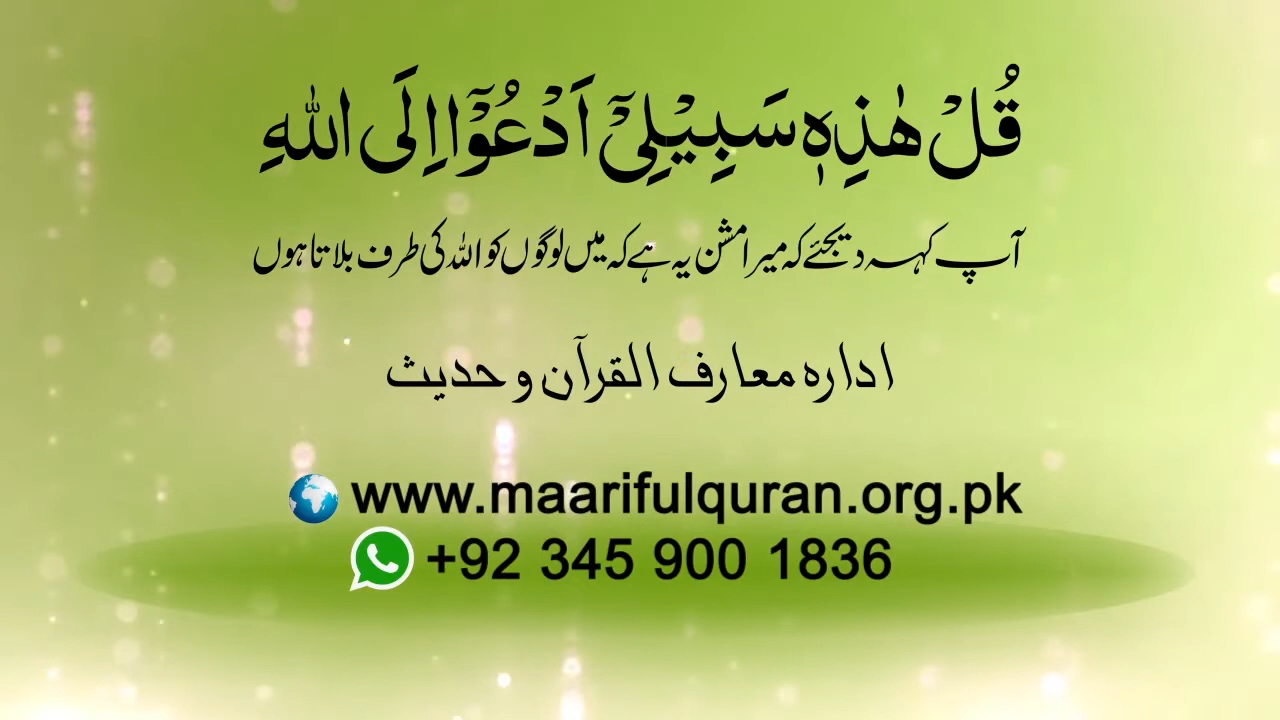 قُلْ هٰذِهٖ سَبِیْلِیْۤ اَدْعُوْۤا اِلَی اللّٰهِ
آپ کہہ دیجئے کہ میرا مشن یہ ہے کہ میں لوگوں کو اللہ کی طرف بلاتا ہوں
ادارہ معارف القرآن و حدیث
www.maarifulquran.org.pk
+92 345 900 1836